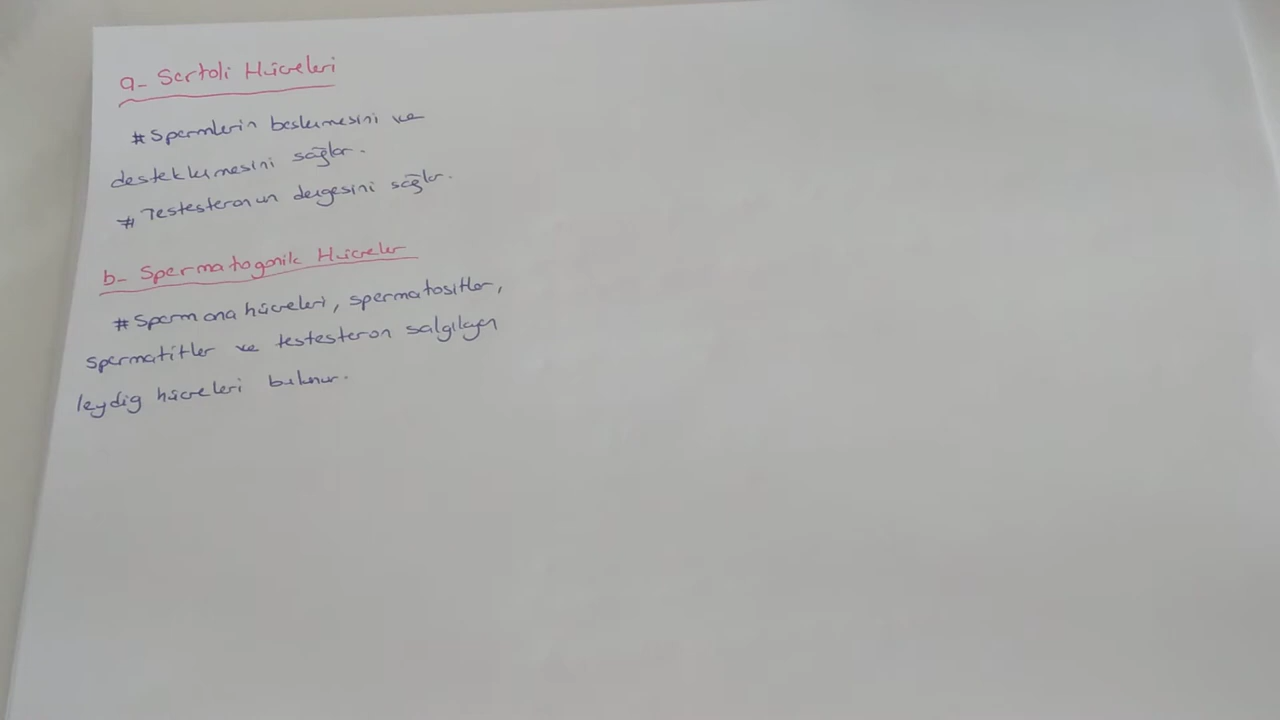 a- Sertoli Hücreleri
# Spermlerin beslenmesini ve
desteklenmesini sağlar.
# Testesteronun dengesini sağlar.
b- Spermatogonik Hücreler
# Sperm ana hücreleri, spermatositler,
spermatitler ve testesteron salgılayan
leydig hücreleri bulunur.